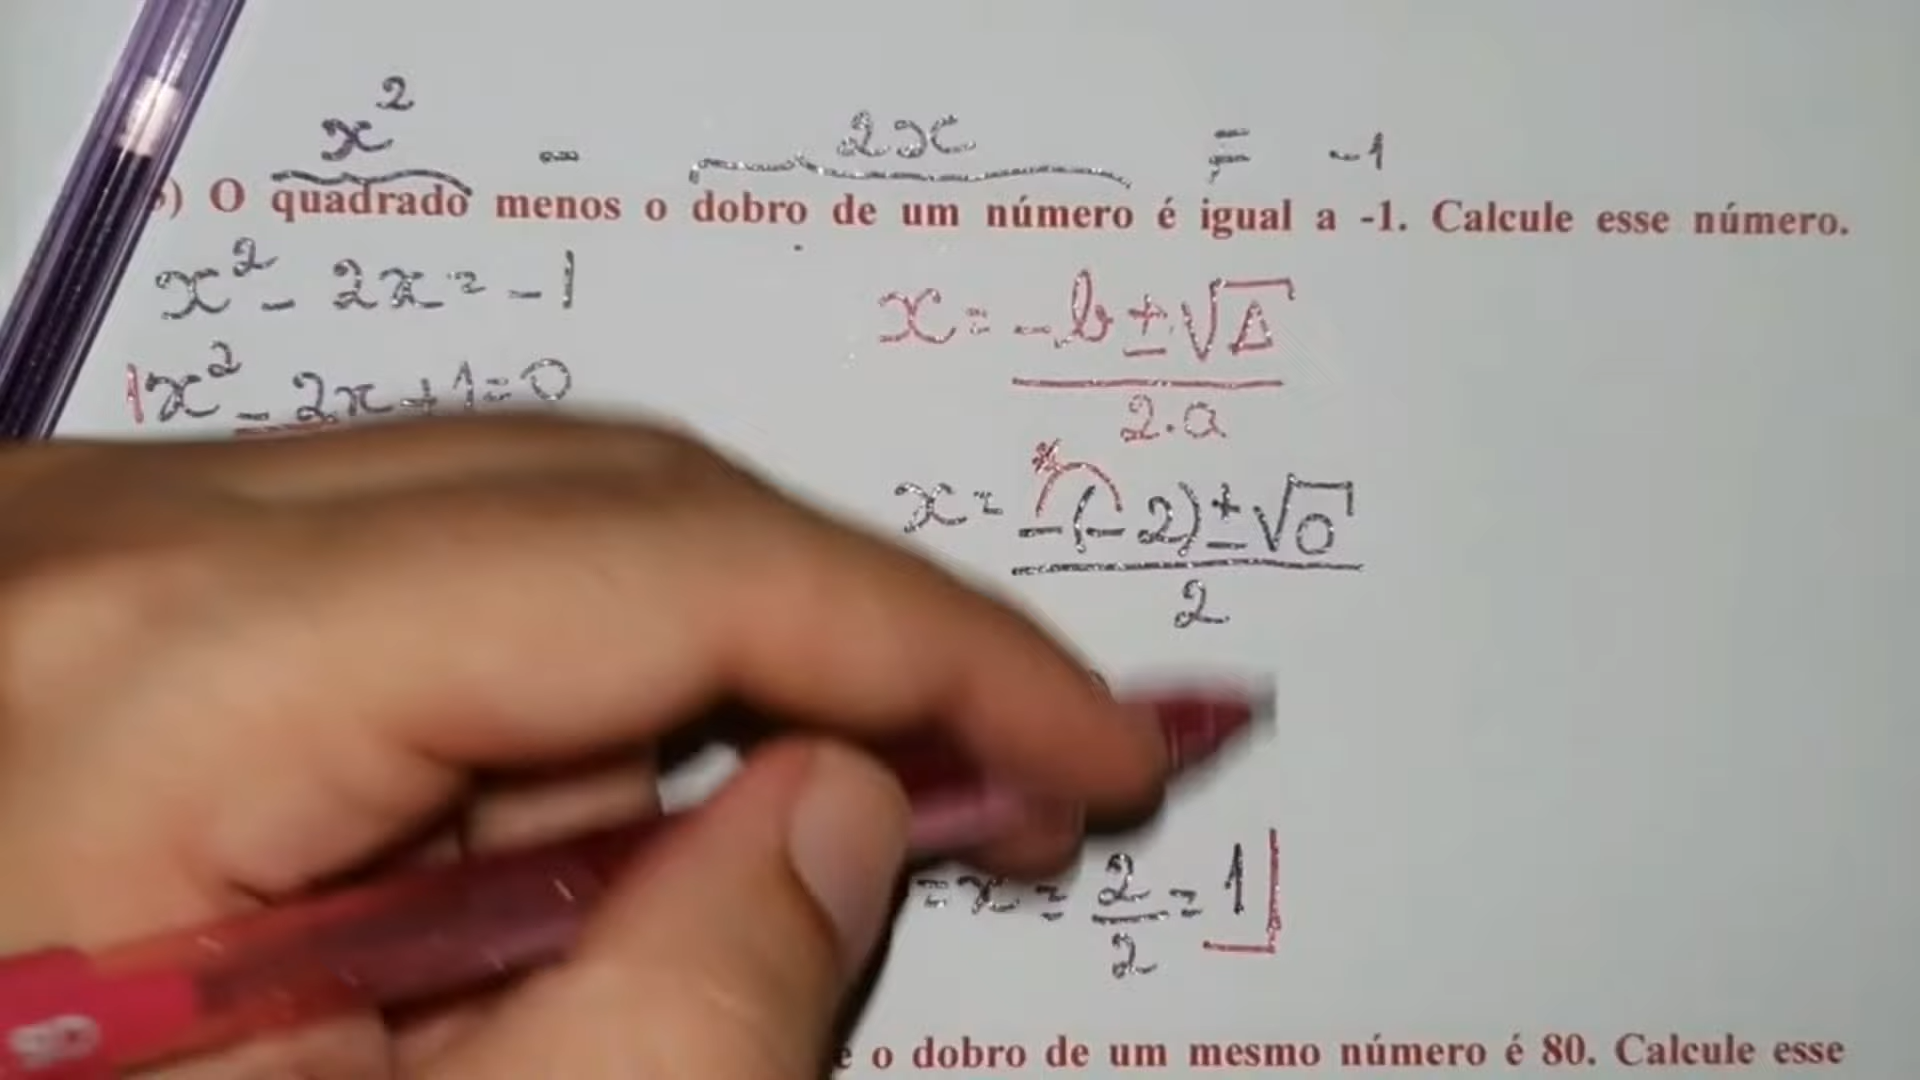 x² - 2x = -1
) O quadrado menos o dobro de um número é igual a -1. Calcule esse número.
x² - 2x = -1
1x² - 2x + 1 = 0
x = -b ± √Δ
2.a
x = -(-2) ± √0
2
= x = 2 = 1
2
o dobro de um mesmo número é 80. Calcule esse